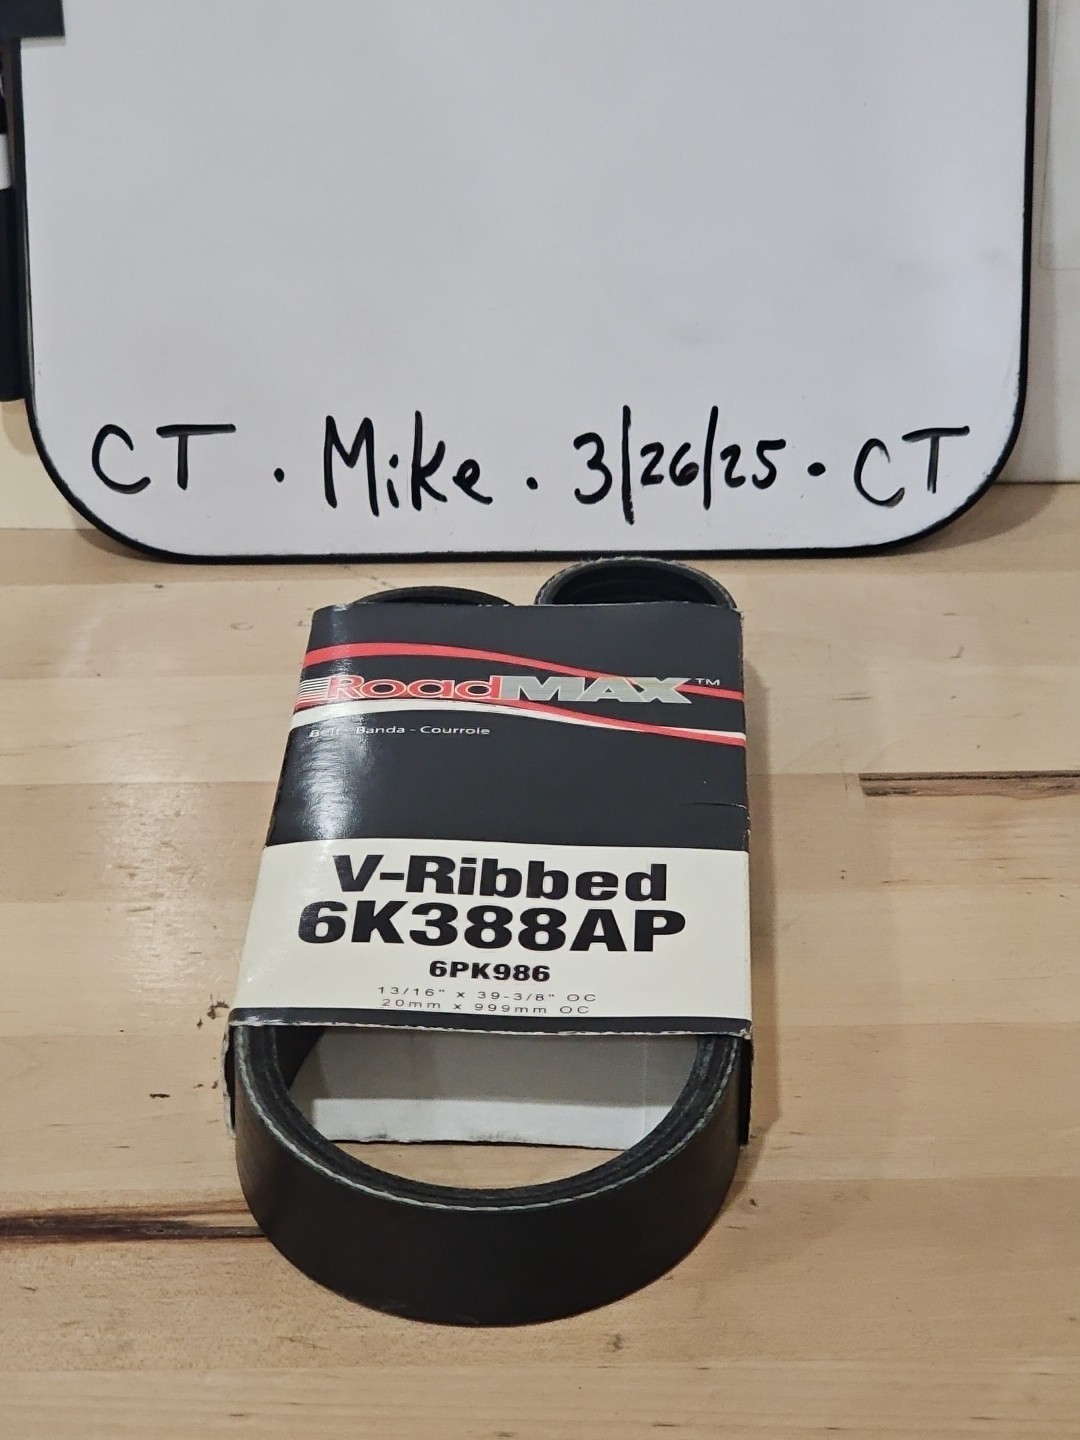 CT . Mike . 3/26/25 . CT
RoadMAX™
Belt - Banda - Courroie
V-Ribbed
6K388AP
6PK986
13/16" x 39-3/8" OC
20mm x 999mm OC